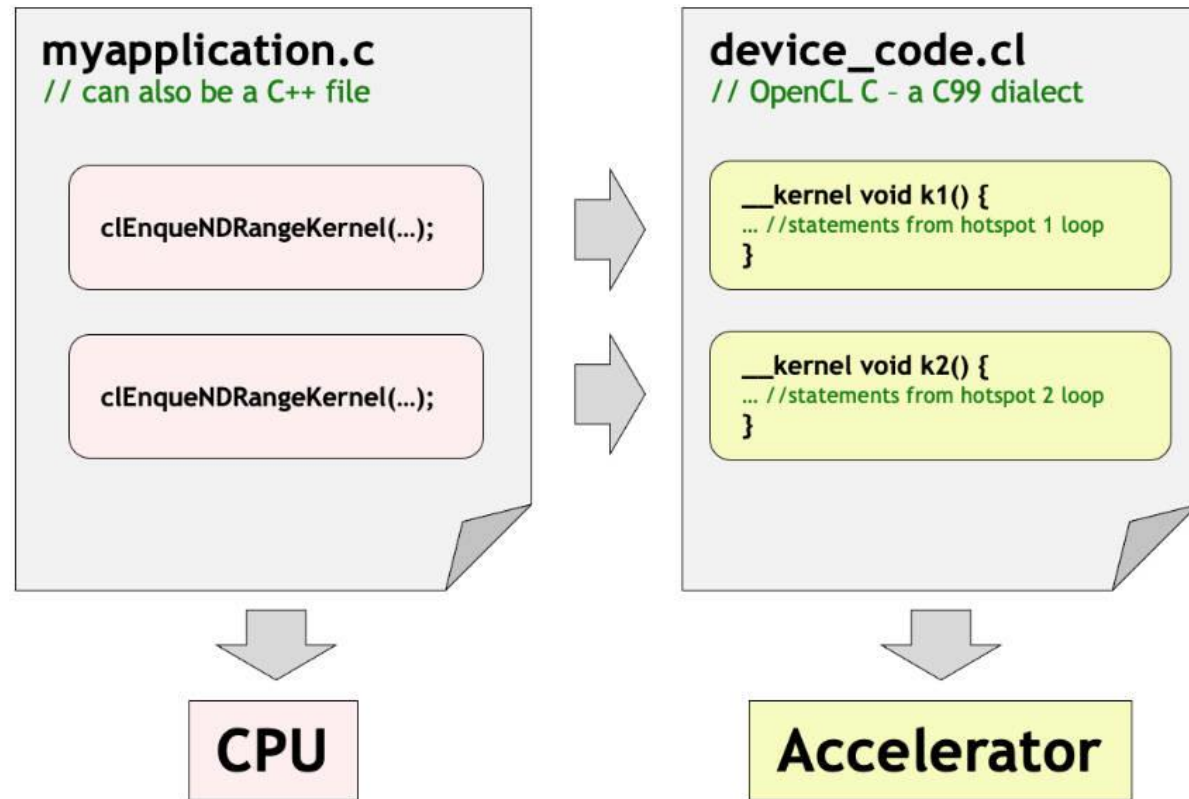 myapplication.c
// can also be a C++ file
clEnqueNDRangeKernel(...);
clEnqueNDRangeKernel(...);
CPU
device_code.cl
// OpenCL C – a C99 dialect
__kernel void k1() {
... //statements from hotspot 1 loop
}
__kernel void k2() {
... //statements from hotspot 2 loop
}
Accelerator